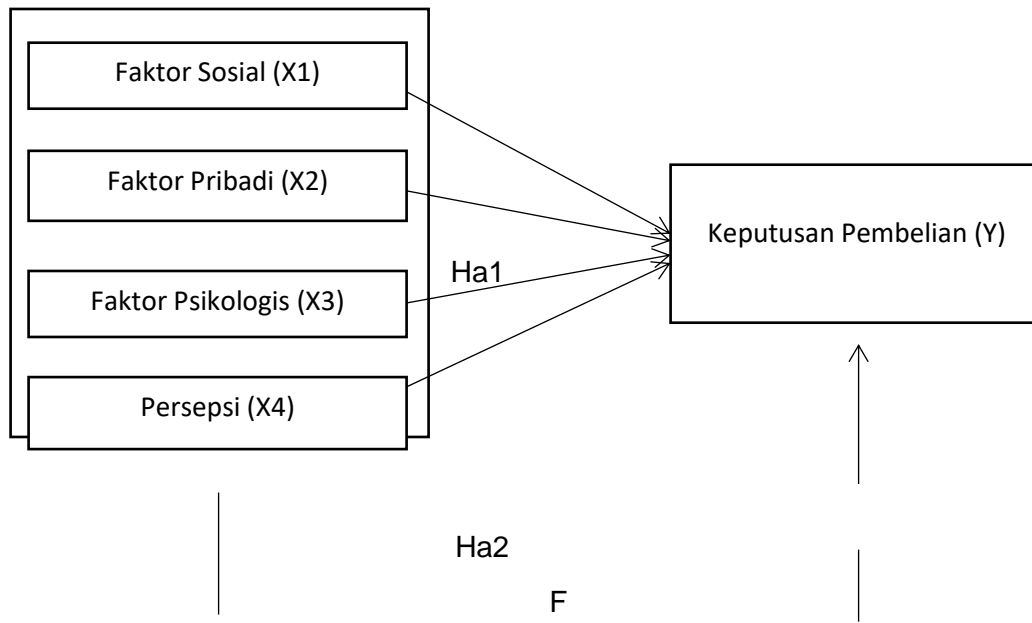 Faktor Sosial (X1)
Faktor Pribadi (X2)
Keputusan Pembelian (Y)
Ha1
Faktor Psikologis (X3)
Persepsi (X4)
Ha2
F